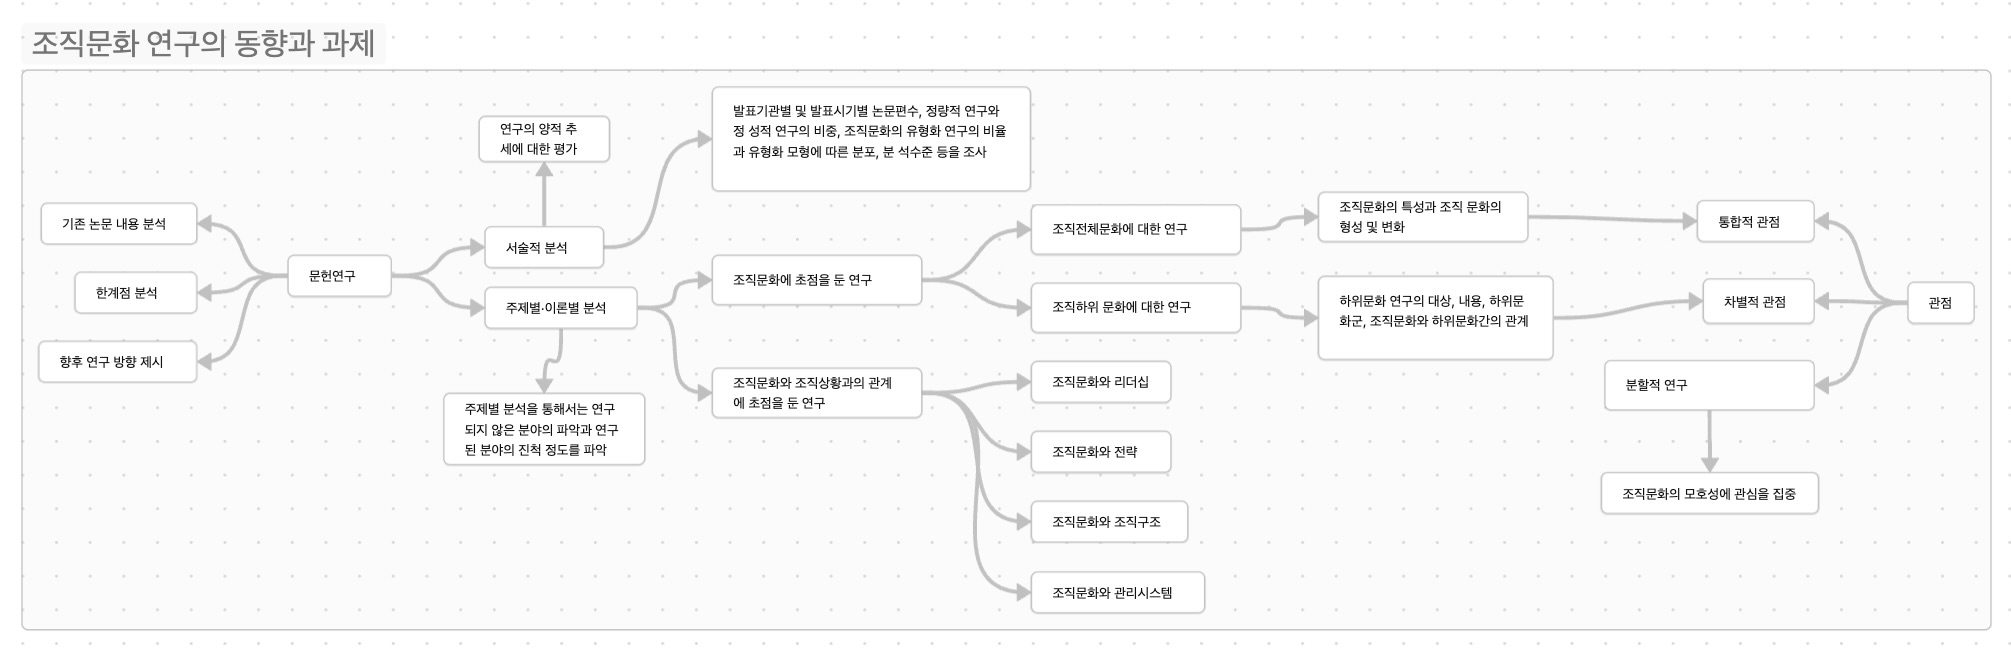 조직문화 연구의 동향과 과제
기존 논문 내용 분석
한계점 분석
향후 연구 방향 제시
문헌연구
연구의 양적 추
세에 대한 평가
서술적 분석
주제별·이론별 분석
주제별 분석을 통해서는 연구
되지 않은 분야의 파악과 연구
된 분야의 진척 정도를 파악
발표기관별 및 발표시기별 논문편수, 정량적 연구와
정 성적 연구의 비중, 조직문화의 유형화 연구의 비율
과 유형화 모형에 따른 분포, 분 석수준 등을 조사
조직문화에 초점을 둔 연구
조직문화와 조직상황과의 관계
에 초점을 둔 연구
조직전체문화에 대한 연구
조직하위 문화에 대한 연구
조직문화와 리더십
조직문화와 전략
조직문화와 조직구조
조직문화와 관리시스템
조직문화의 특성과 조직 문화의
형성 및 변화
하위문화 연구의 대상, 내용, 하위문
화군, 조직문화와 하위문화간의 관계
통합적 관점
차별적 관점
분할적 연구
조직문화의 모호성에 관심을 집중
관점